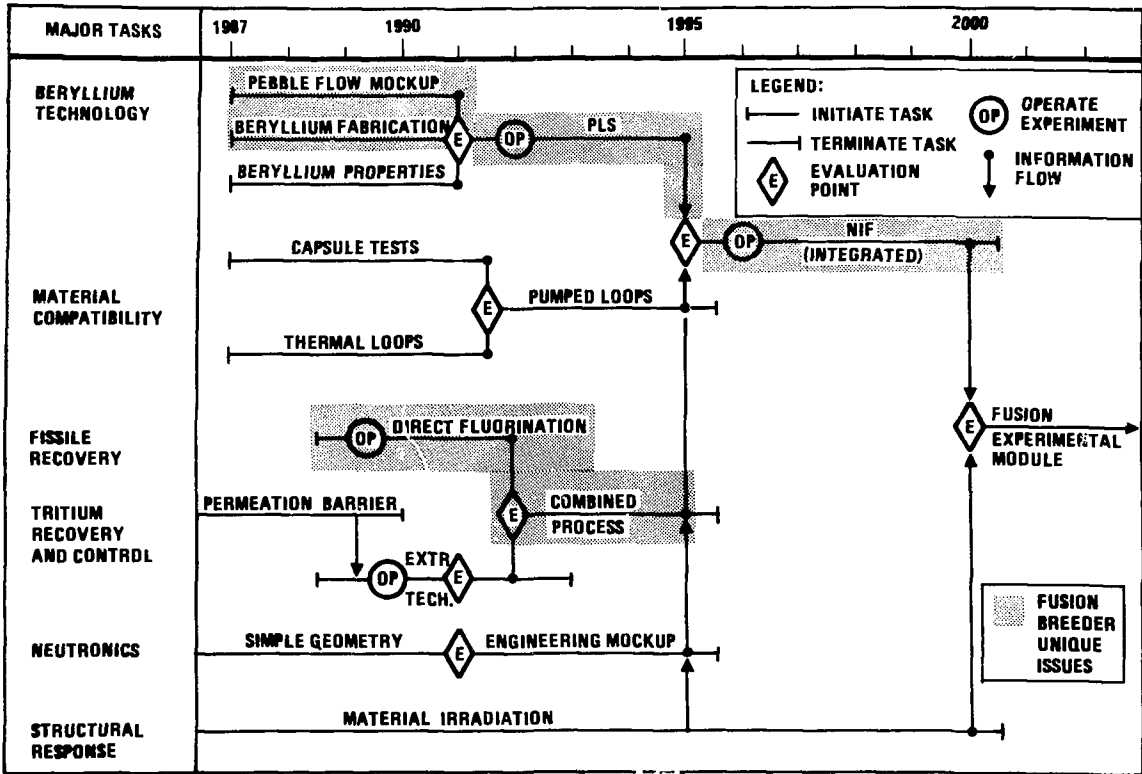 MAJOR TASKS
1987
1990
1995
2000
BERYLLIUM
TECHNOLOGY
PEBBLE FLOW MOCKUP
BERYLLIUM FABRICATION
E
OP
PLS
BERYLLIUM PROPERTIES
LEGEND:
INITIATE TASK
TERMINATE TASK
E
EVALUATION
POINT
OP
OPERATE
EXPERIMENT
INFORMATION
FLOW
E
OP
NIF
(INTEGRATED)
MATERIAL
COMPATIBILITY
CAPSULE TESTS
E
PUMPED LOOPS
THERMAL LOOPS
FISSILE
RECOVERY
OP
DIRECT FLUORINATION
E
FUSION
EXPERIMENTAL
MODULE
TRITIUM
RECOVERY
AND CONTROL
PERMEATION BARRIER
E
COMBINED
PROCESS
OP
EXTR.
TECH.
E
NEUTRONICS
SIMPLE GEOMETRY
E
ENGINEERING MOCKUP
FUSION
BREEDER
UNIQUE
ISSUES
STRUCTURAL
RESPONSE
MATERIAL IRRADIATION